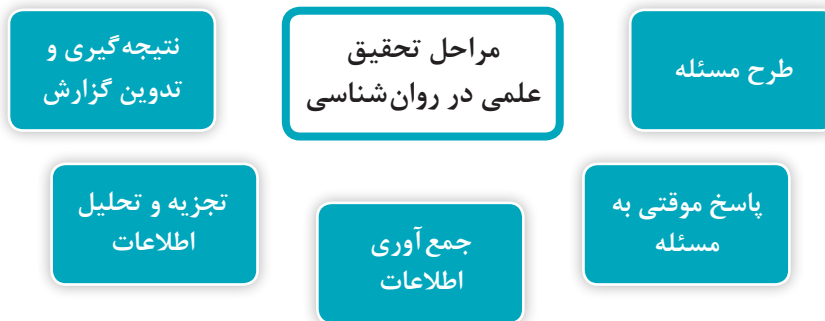 مراحل تحقیق
علمی در روان‌شناسی
طرح مسئله
پاسخ موقتی به
مسئله
جمع‌آوری
اطلاعات
تجزیه و تحلیل
اطلاعات
نتیجه‌گیری و
تدوین گزارش